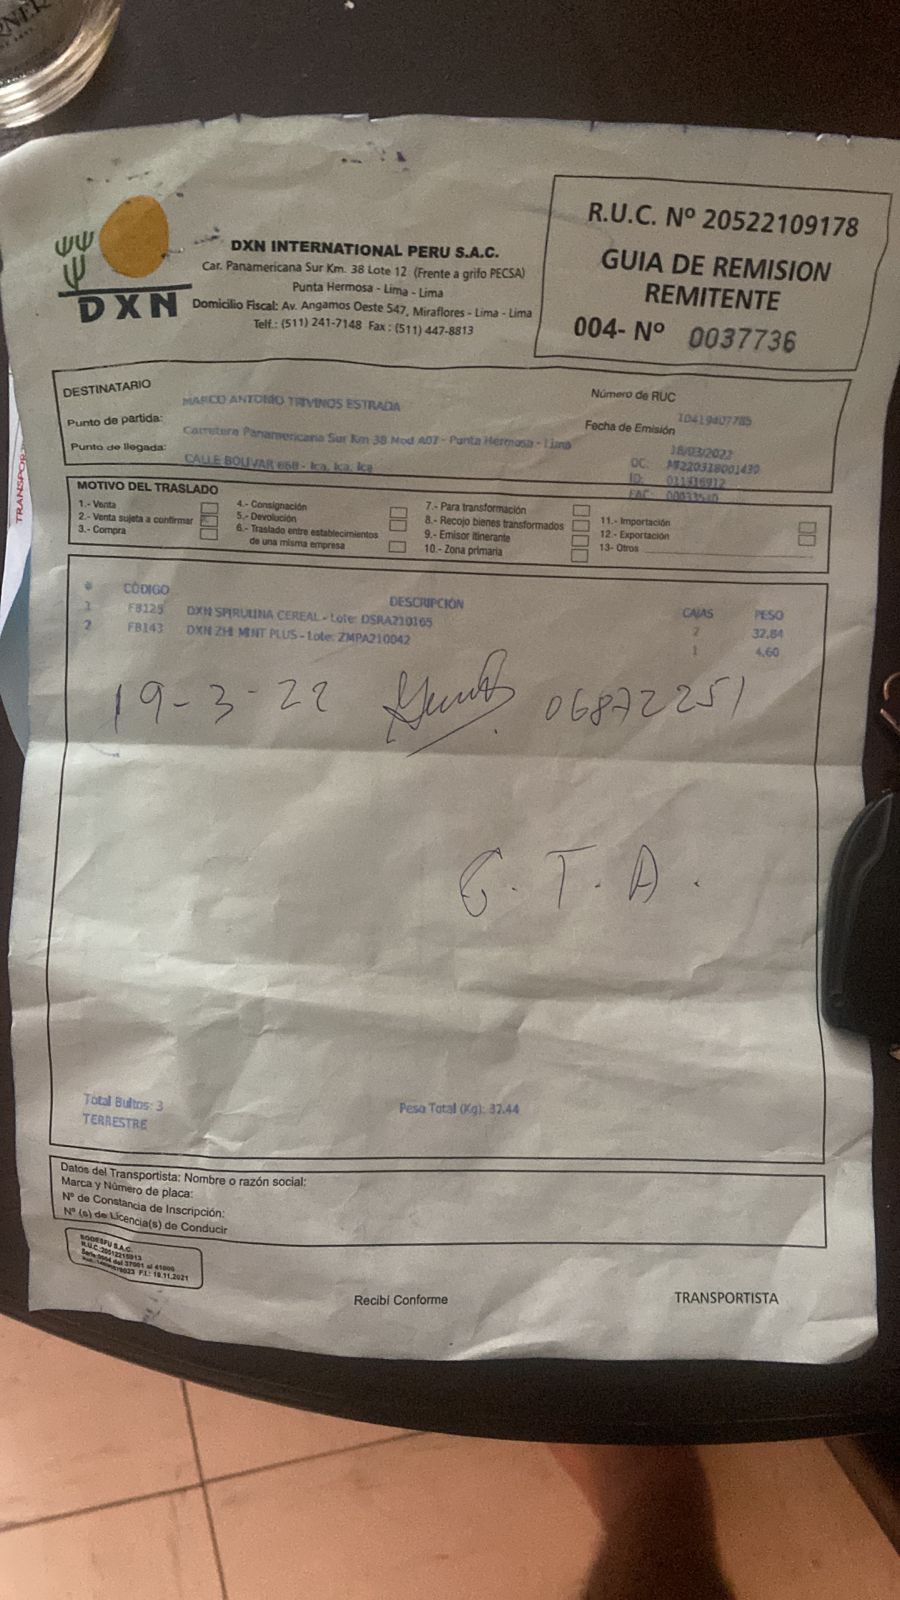 DXN
DXN INTERNATIONAL PERU S.A.C.
Car. Panamericana Sur Km. 38 Lote 12 (Frente a grifo PECSA)
Punta Hermosa - Lima - Lima
Domicilio Fiscal: Av. Angamos Oeste 547, Miraflores - Lima - Lima
Telf.: (511) 241-7148 Fax : (511) 447-8813
R.U.C. Nº 20522109178
GUIA DE REMISION
REMITENTE
004- Nº 0037736
DESTINATARIO
MARCO ANTONIO TRIVINOS ESTRADA
Número de RUC
10419407785
Punto de partida:
Carretera Panamericana Sur Km 38 Mod A07 - Punta Hermosa - Lima
Fecha de Emisión
18/03/2022
Punto de llegada:
CALLE BOLIVAR 668 - Ica, Ica, Ica
OC:
ID:
FAC:
MOTIVO DEL TRASLADO
1.- Venta
2.- Venta sujeta a confirmar
3.- Compra
4.- Consignación
5.- Devolución
6.- Traslado entre establecimientos
de una misma empresa
7.- Para transformación
8.- Recojo bienes transformados
9.- Emisor itinerante
10.- Zona primaria
11.- Importación
12.- Exportación
13- Otros
# CÓDIGO DESCRIPCIÓN CAJAS PESO
1 FB125 DXN SPIRULINA CEREAL - Lote: DSRA210165 2 32.84
2 FB143 DXN ZHI MINT PLUS - Lote: ZMPA210042 1 4.60
19-3-22 06872251
G.T.A.
Total Bultos: 3
Peso Total (Kg): 37.44
TERRESTRE
Datos del Transportista: Nombre o razón social:
Marca y Número de placa:
Nº de Constancia de Inscripción:
Nº (s) de Licencia(s) de Conducir
R.U.C.:20512215913
F.I.: 18.11.2021
Recibí Conforme
TRANSPORTISTA